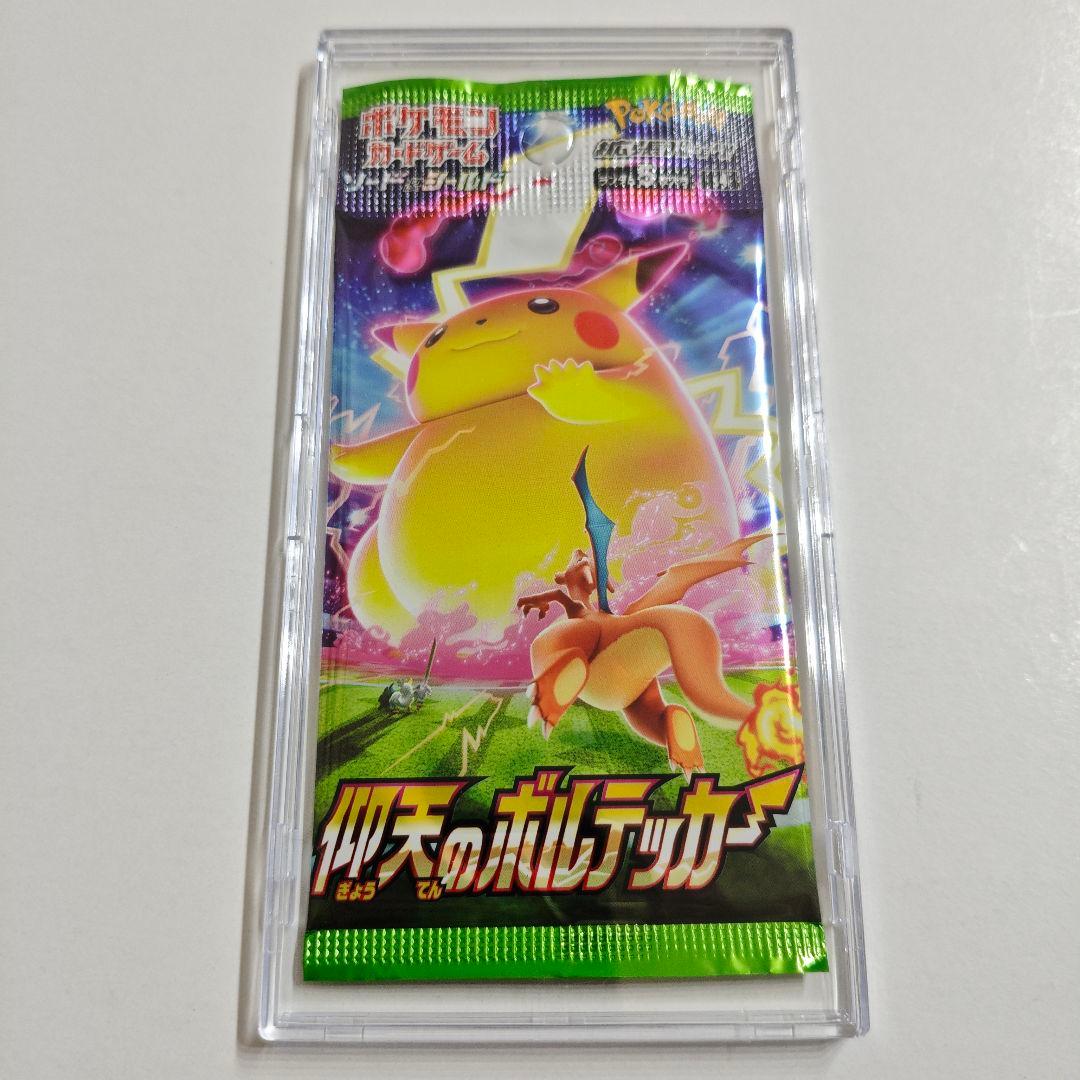 ポケモン
カードゲーム
ソード&シールド
Pokémon
仰天のボルテッカー
ぎょう てん